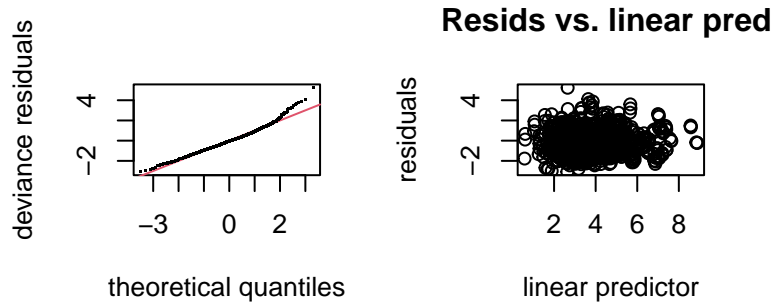 Resids vs. linear pred
deviance residuals
4
−2
−3 0 2
theoretical quantiles
residuals
4
−2
2 4 6 8
linear predictor